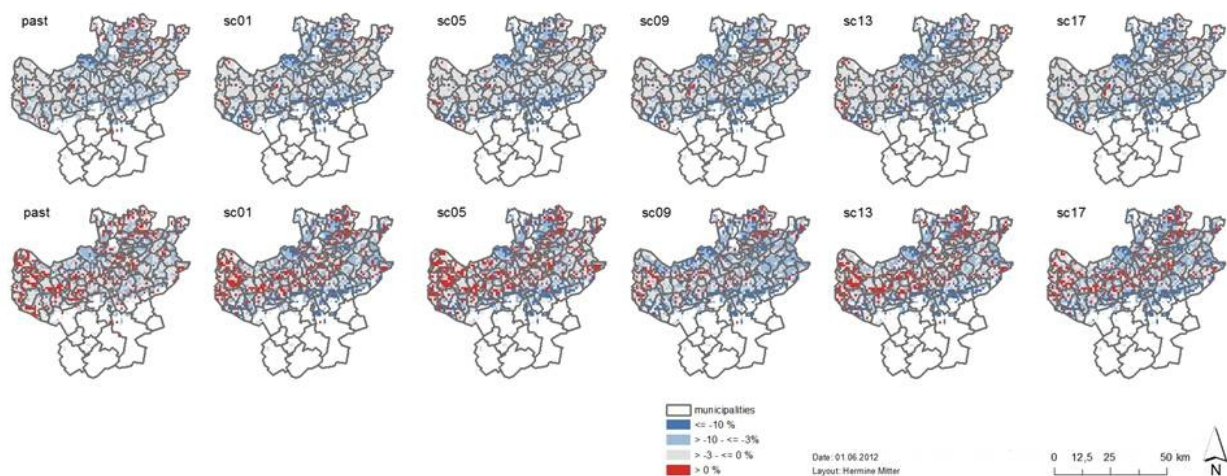 past sc01 sc05 sc09 sc13 sc17
past sc01 sc05 sc09 sc13 sc17
municipalities
<= -10 %
> -10 - <= -3%
> -3 - <= 0 %
> 0 %
Date: 01.06.2012
Layout: Hermine Mitter
0 12,5 25 50 km
N